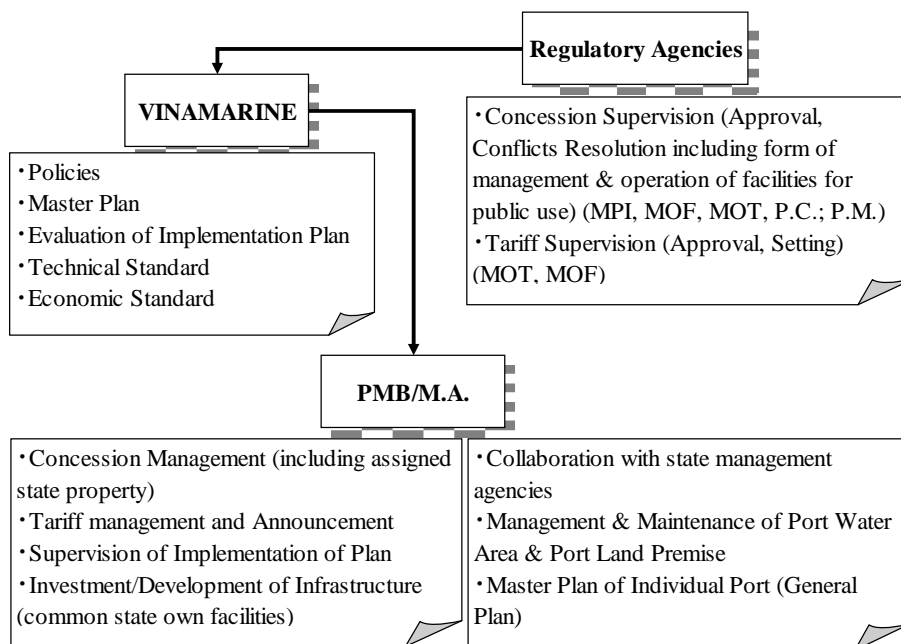 Regulatory Agencies
VINAMARINE
・Concession Supervision (Approval,
Conflicts Resolution including form of
management & operation of facilities for
public use) (MPI, MOF, MOT, P.C.; P.M.)
・Tariff Supervision (Approval, Setting)
(MOT, MOF)
・Policies
・Master Plan
・Evaluation of Implementation Plan
・Technical Standard
・Economic Standard
PMB/M.A.
・Concession Management (including assigned
state property)
・Tariff management and Announcement
・Supervision of Implementation of Plan
・Investment/Development of Infrastructure
(common state own facilities)
・Collaboration with state management
agencies
・Management & Maintenance of Port Water
Area & Port Land Premise
・Master Plan of Individual Port (General
Plan)